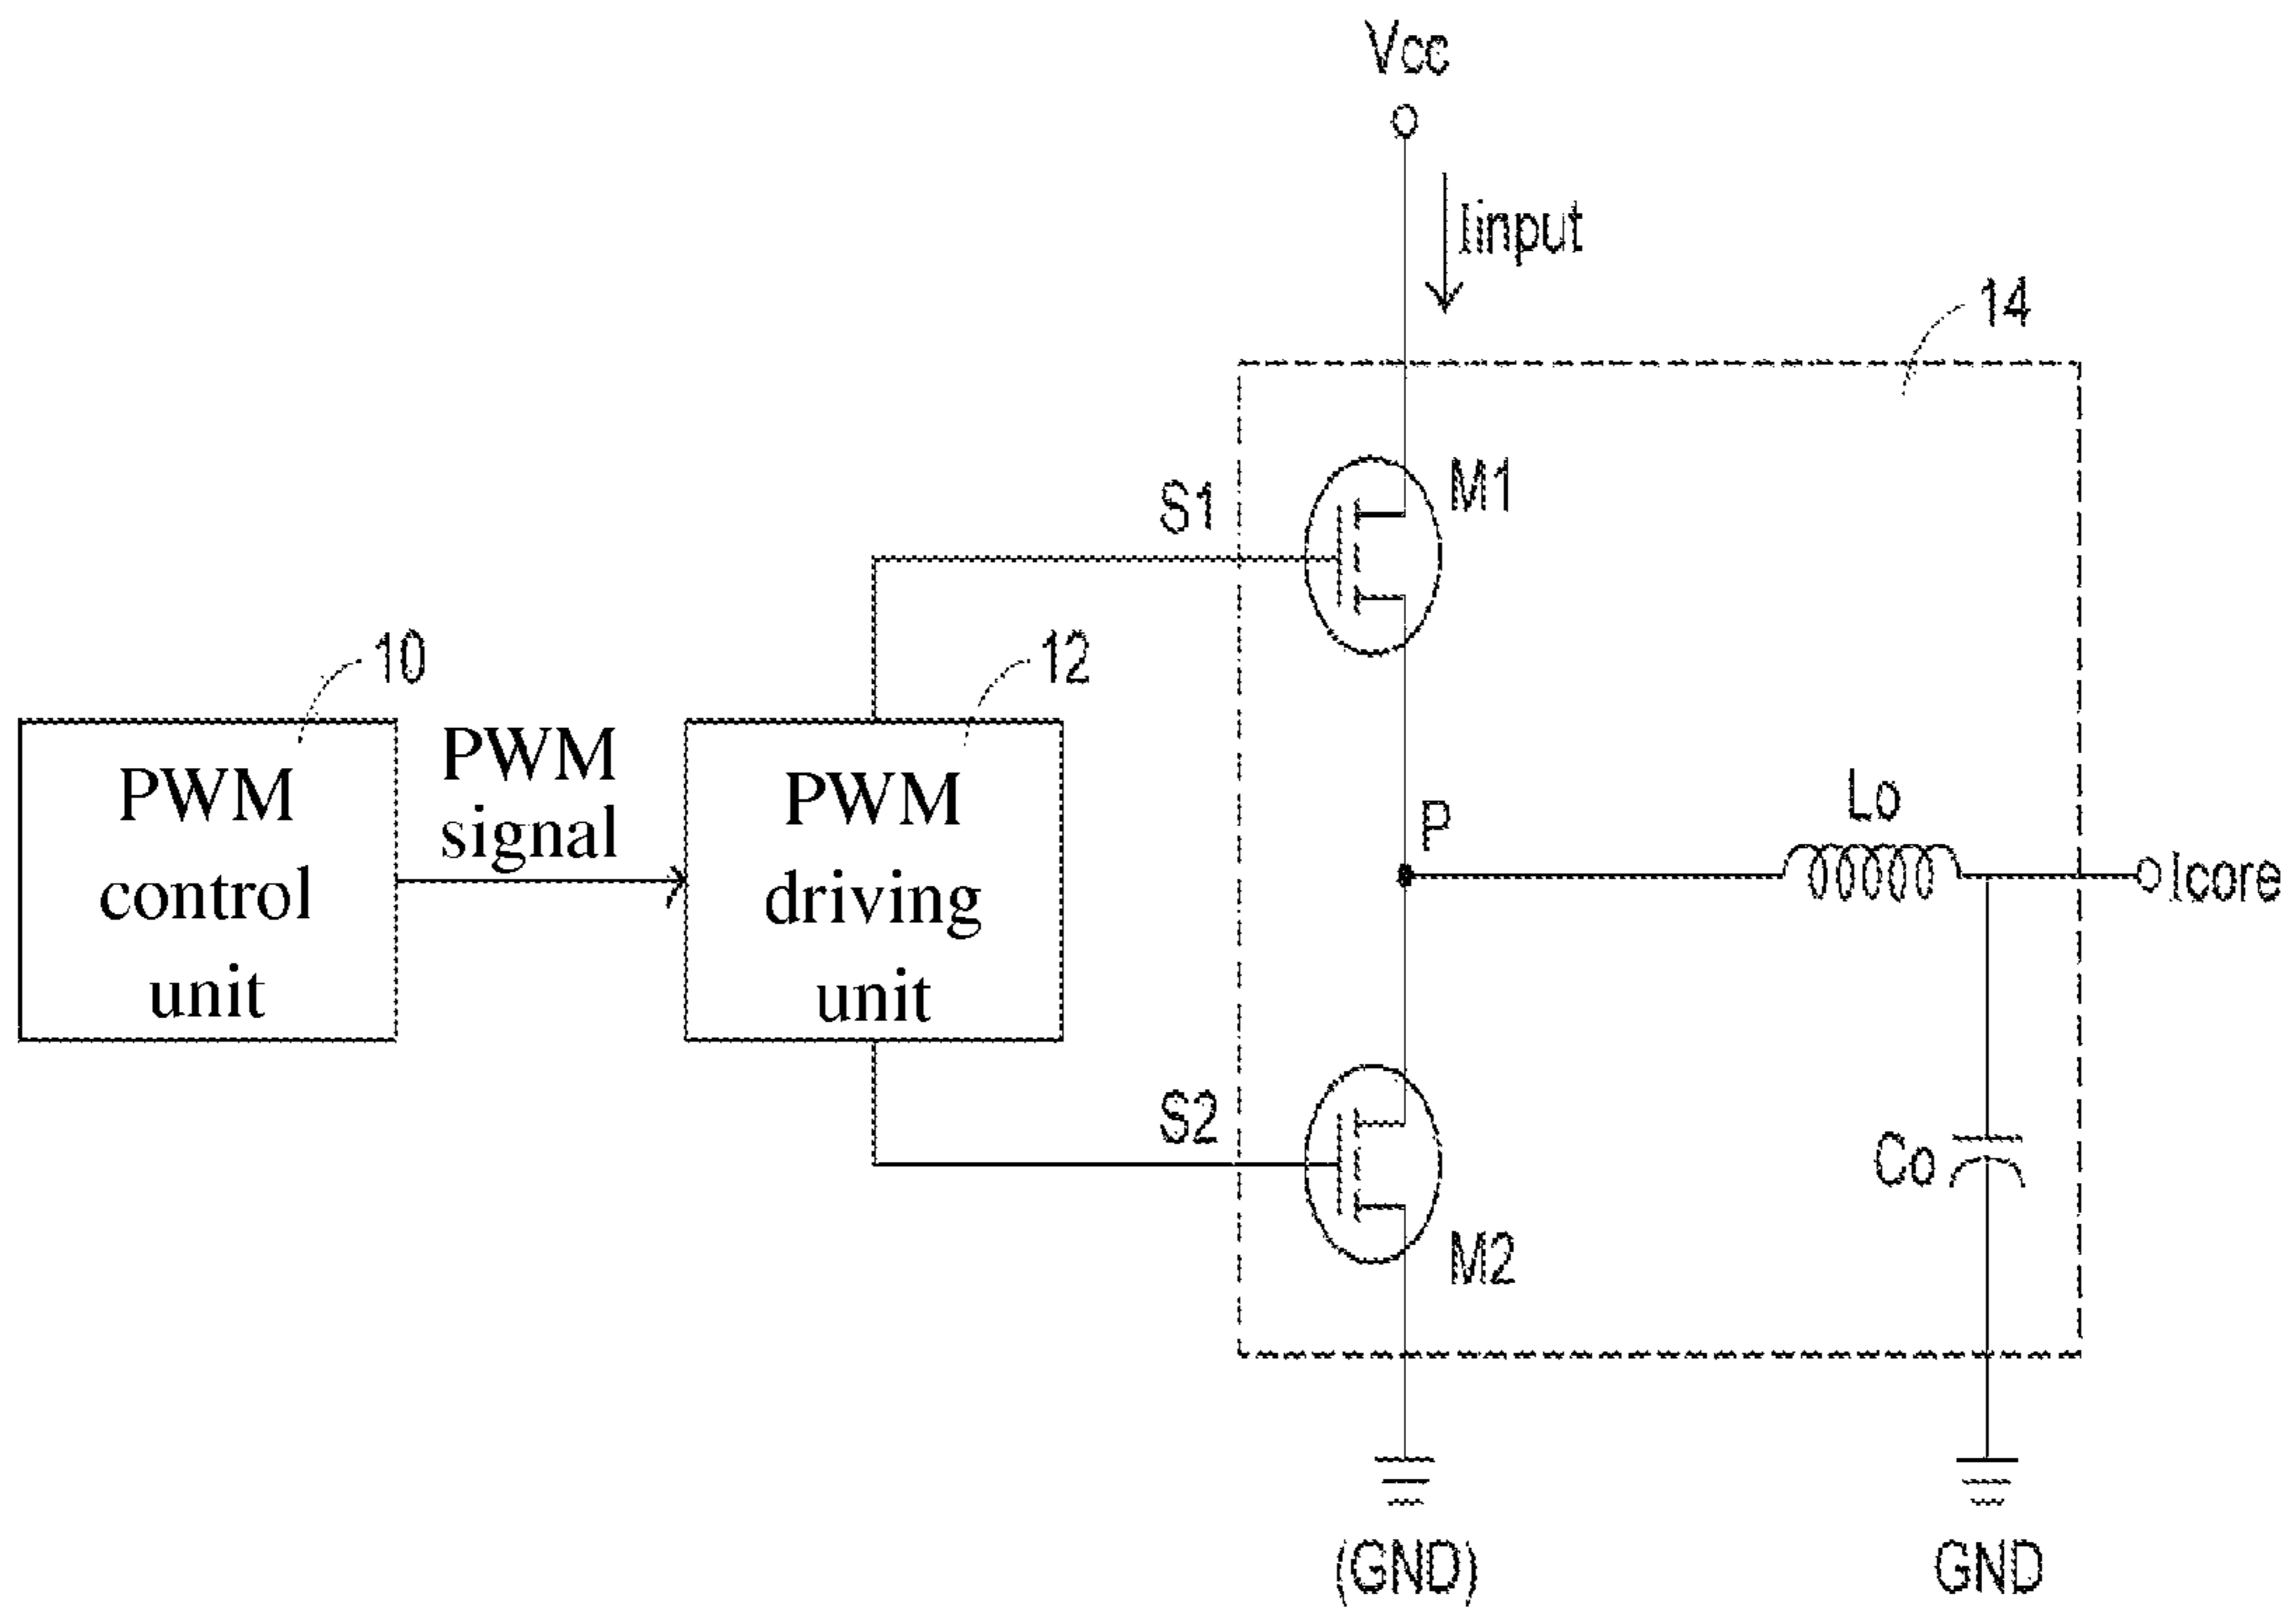 Vcc
Iinput
14
M1
S1
10
12
PWM
signal
PWM
control
unit
PWM
driving
unit
P
Lo
Icore
S2
Co
M2
(GND)
GND